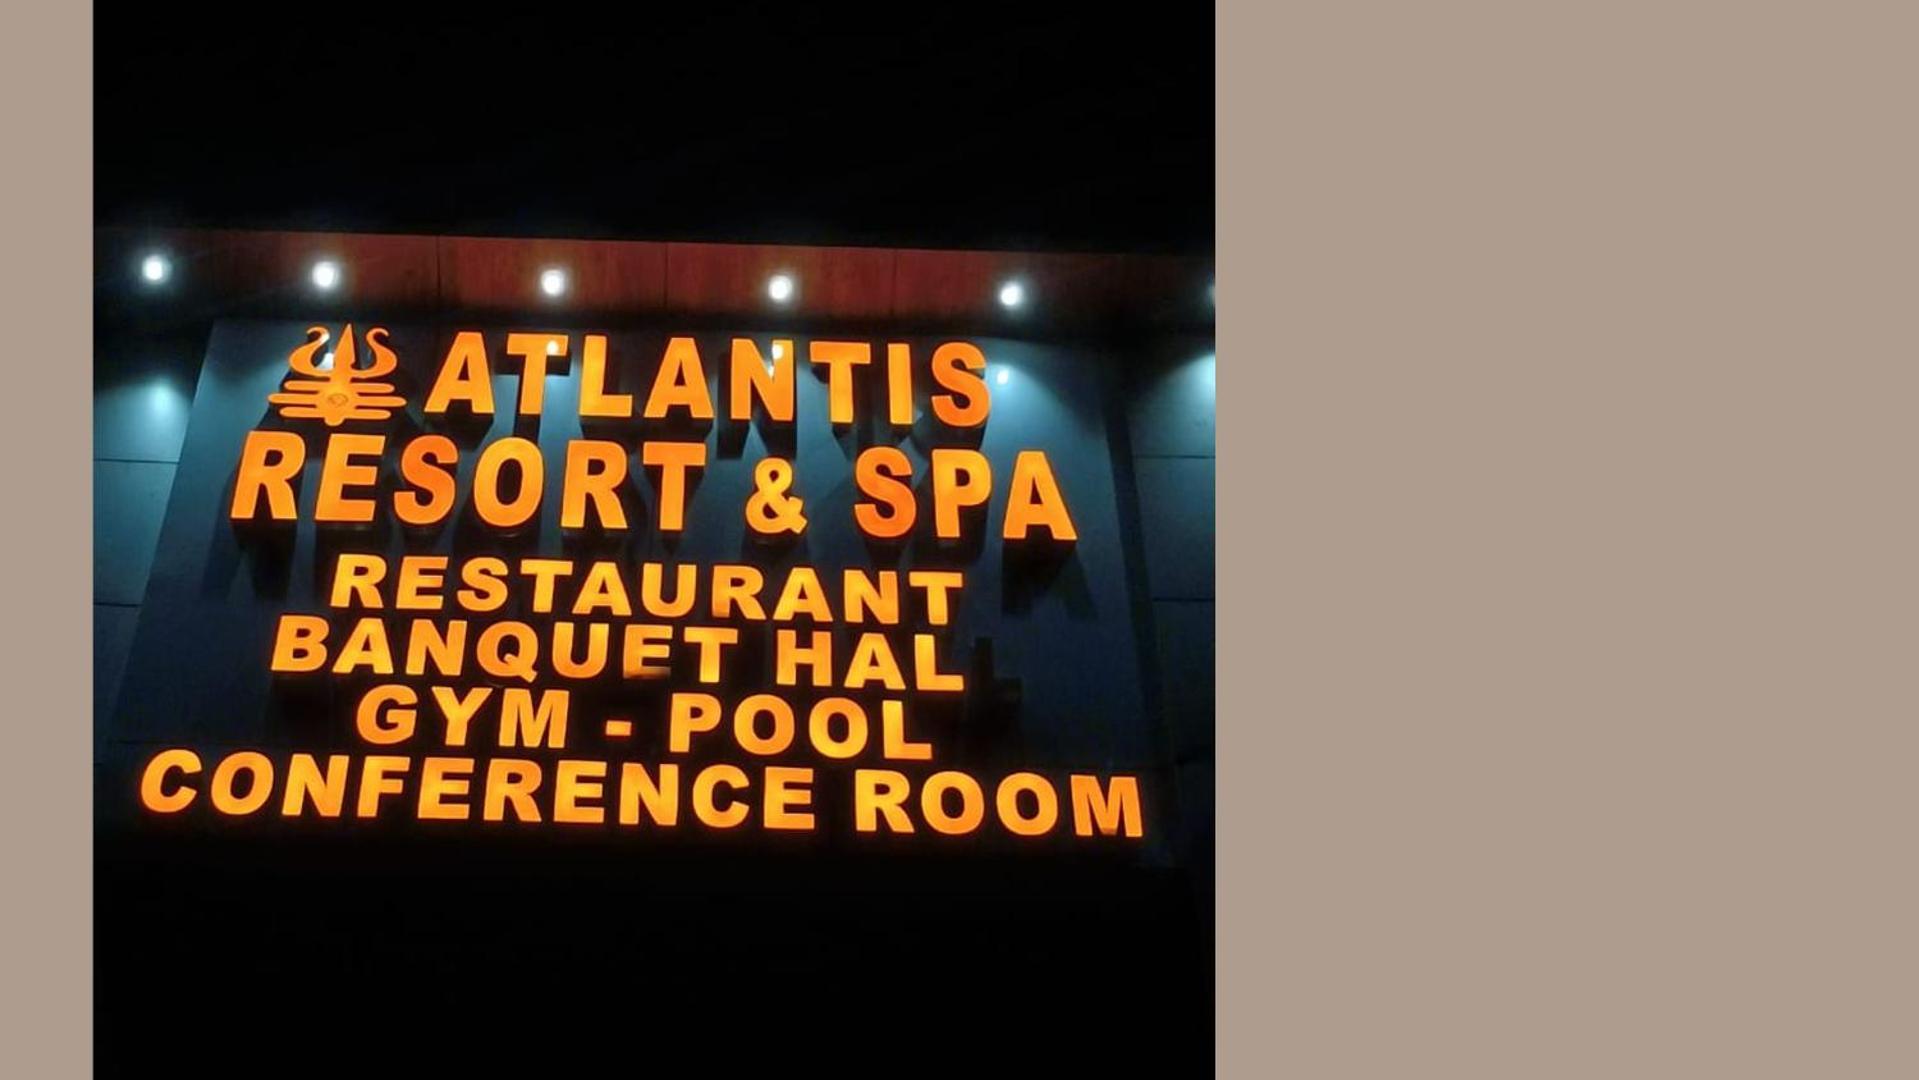 ATLANTIS
RESORT & SPA
RESTAURANT
BANQUET HAL
GYM - POOL
CONFERENCE ROOM